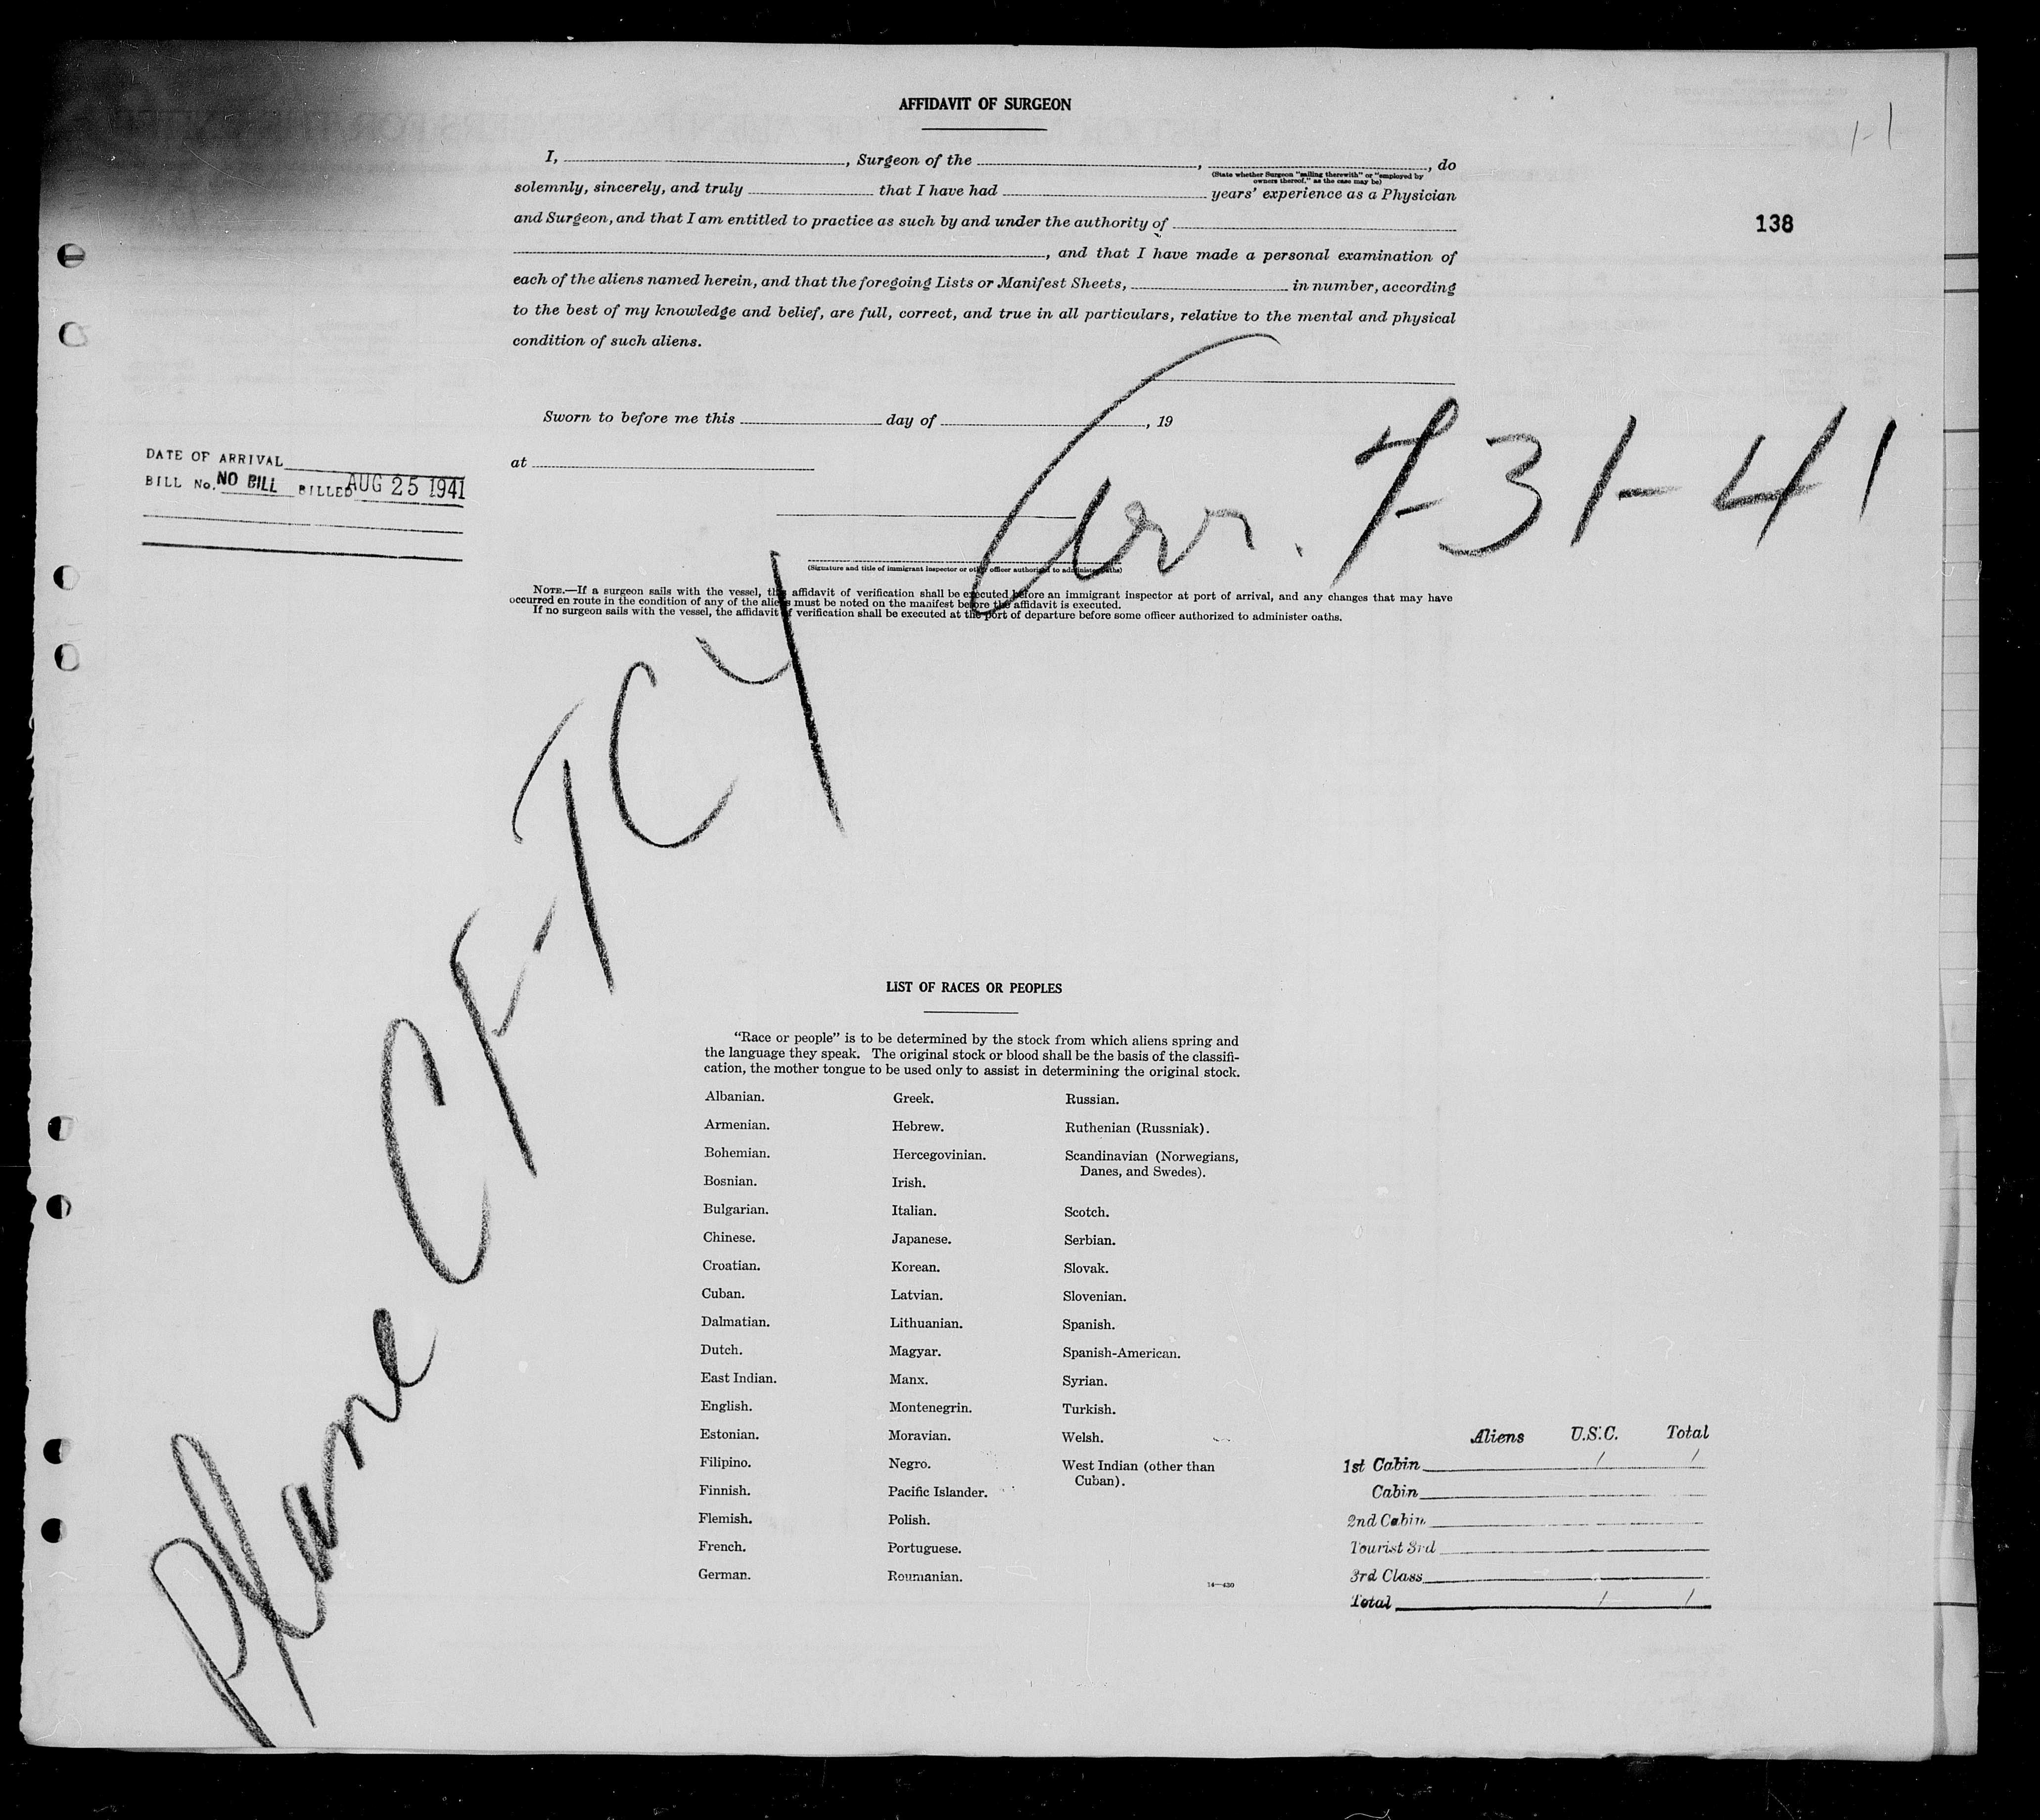 AFFIDAVIT OF SURGEON
1-1
I, , Surgeon of the , , do
(State whether Surgeon "sailing therewith" or "employed by
owners thereof," as the case may be)
solemnly, sincerely, and truly that I have had years' experience as a Physician
and Surgeon, and that I am entitled to practice as such by and under the authority of
138
, and that I have made a personal examination of
each of the aliens named herein, and that the foregoing Lists or Manifest Sheets, in number, according
to the best of my knowledge and belief, are full, correct, and true in all particulars, relative to the mental and physical
condition of such aliens.
Sworn to before me this day of , 19
at
DATE OF ARRIVAL
BILL No. NO BILL BILLED AUG 25 1941
Arr. 7-31-41
(Signature and title of immigrant inspector or other officer authorized to administer oaths)
NOTE.—If a surgeon sails with the vessel, this affidavit of verification shall be executed before an immigrant inspector at port of arrival, and any changes that may have
occurred en route in the condition of any of the aliens must be noted on the manifest before the affidavit is executed.
If no surgeon sails with the vessel, the affidavit of verification shall be executed at the port of departure before some officer authorized to administer oaths.
Plane CF-TCY
LIST OF RACES OR PEOPLES
"Race or people" is to be determined by the stock from which aliens spring and
the language they speak. The original stock or blood shall be the basis of the classifi-
cation, the mother tongue to be used only to assist in determining the original stock.
Albanian.
Armenian.
Bohemian.
Bosnian.
Bulgarian.
Chinese.
Croatian.
Cuban.
Dalmatian.
Dutch.
East Indian.
English.
Estonian.
Filipino.
Finnish.
Flemish.
French.
German.
Greek.
Hebrew.
Hercegovinian.
Irish.
Italian.
Japanese.
Korean.
Latvian.
Lithuanian.
Magyar.
Manx.
Montenegrin.
Moravian.
Negro.
Pacific Islander.
Polish.
Portuguese.
Roumanian.
Russian.
Ruthenian (Russniak).
Scandinavian (Norwegians,
Danes, and Swedes).
Scotch.
Serbian.
Slovak.
Slovenian.
Spanish.
Spanish-American.
Syrian.
Turkish.
Welsh.
West Indian (other than
Cuban).
14—430
Aliens U.S.C. Total
1st Cabin 1 1
Cabin
2nd Cabin
Tourist 3rd
3rd Class
Total 1 1